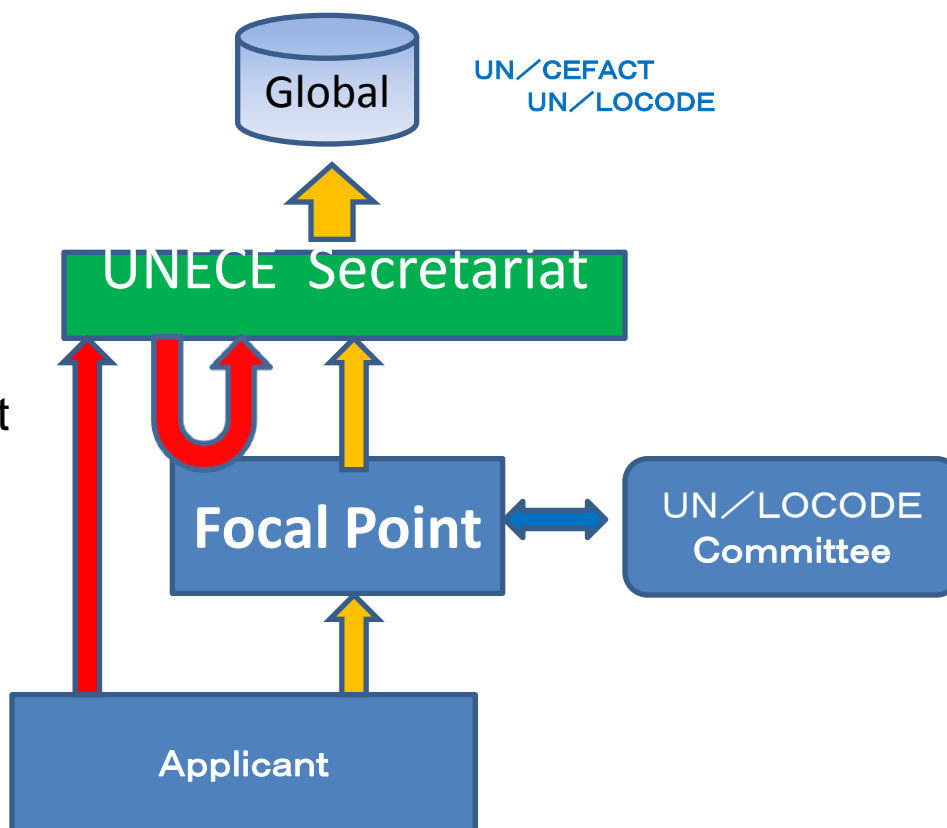 Global
UN／CEFACT
UN／LOCODE
UNECE Secretariat
t
Focal Point
UN／LOCODE
Committee
Applicant